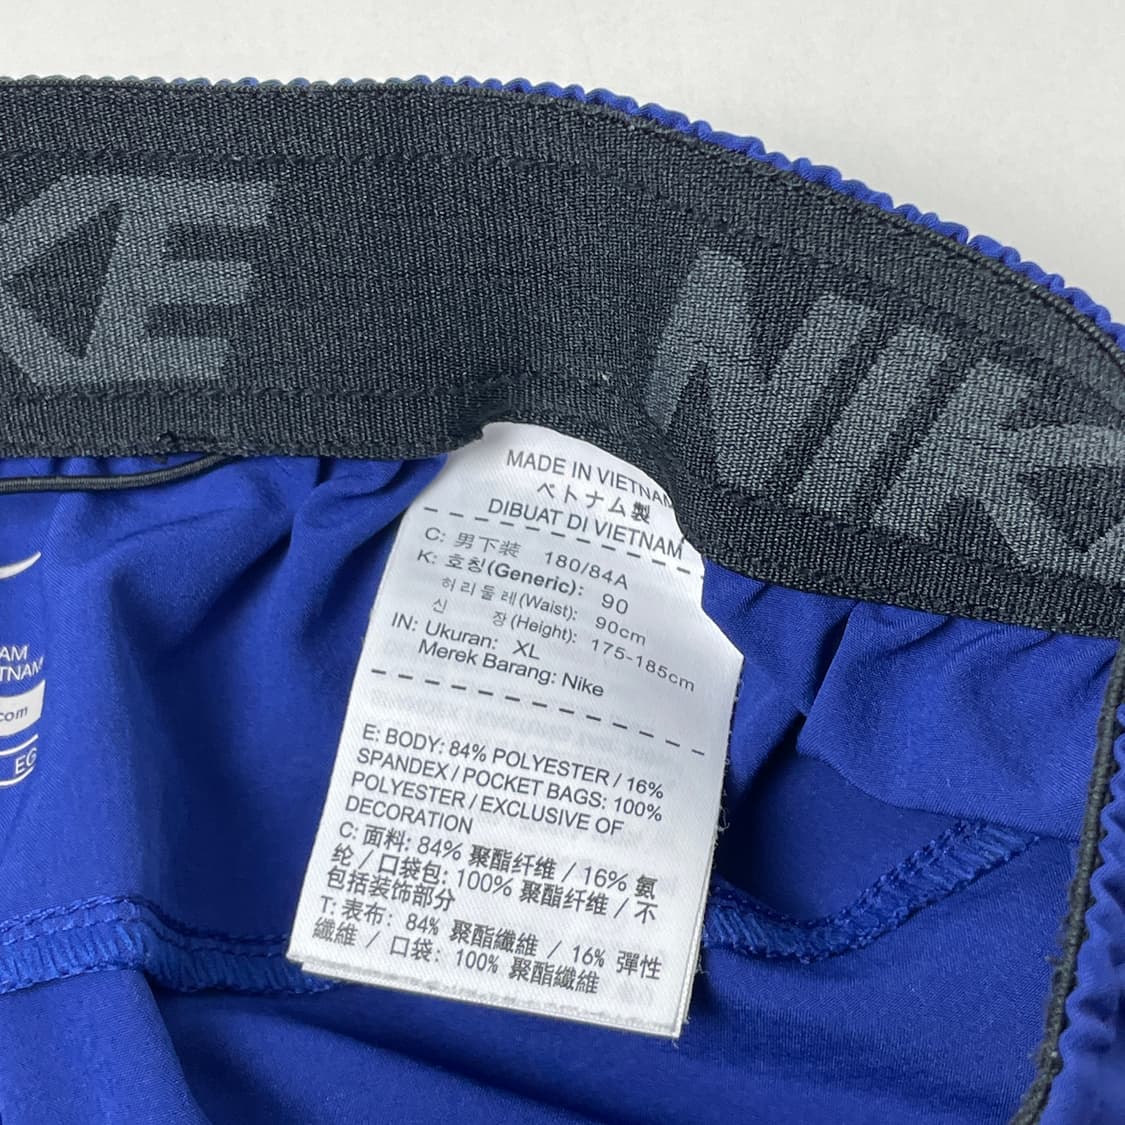 KE
NIK
MADE IN VIETNAM
ベトナム製
DIBUAT DI VIETNAM
C: 男下装 180/84A
K: 호칭(Generic): 90
허리둘레(Waist): 90cm
신 장(Height): 175-185cm
IN: Ukuran: XL
Merek Barang: Nike
E: BODY: 84% POLYESTER / 16%
SPANDEX / POCKET BAGS: 100%
POLYESTER / EXCLUSIVE OF
DECORATION
C: 面料: 84% 聚酯纤维 / 16% 氨
纶 / 口袋包: 100% 聚酯纤维 / 不
包括装饰部分
T: 表布: 84% 聚酯纖維 / 16% 彈性
纖維 / 口袋: 100% 聚酯纖維
AM
TNAM
com
EG